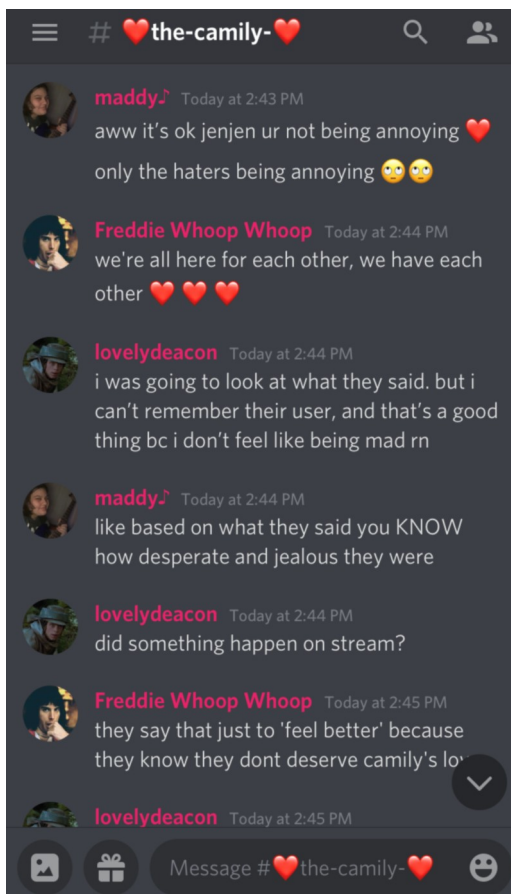 # ❤️the-camily-❤️
maddy♪ Today at 2:43 PM
aww it’s ok jenjen ur not being annoying ❤️
only the haters being annoying 🙄🙄
Freddie Whoop Whoop Today at 2:44 PM
we're all here for each other, we have each
other ❤️ ❤️ ❤️
lovelydeacon Today at 2:44 PM
i was going to look at what they said. but i
can’t remember their user, and that’s a good
thing bc i don’t feel like being mad rn
maddy♪ Today at 2:44 PM
like based on what they said you KNOW
how desperate and jealous they were
lovelydeacon Today at 2:44 PM
did something happen on stream?
Freddie Whoop Whoop Today at 2:45 PM
they say that just to 'feel better' because
they know they dont deserve camily's
lovelydeacon Today at 2:45 PM
Message #❤️the-camily-❤️